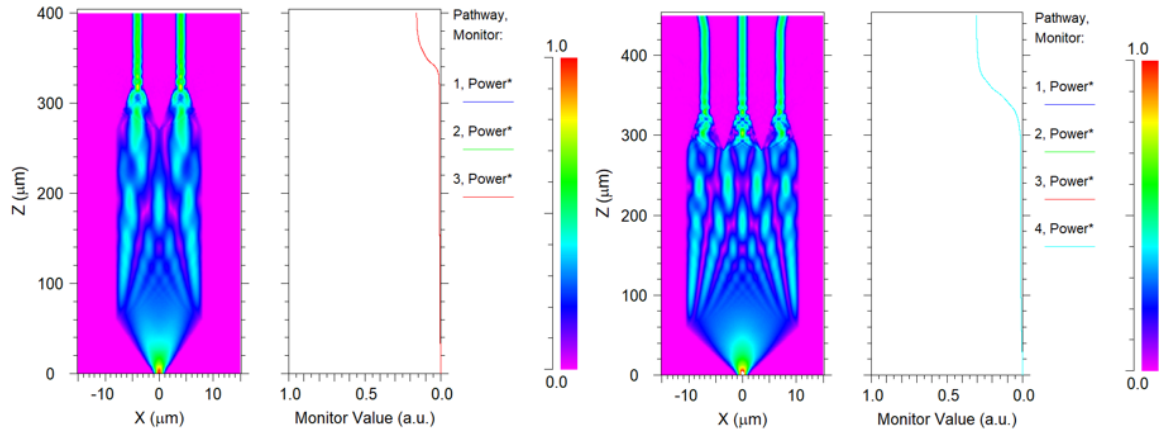 400
300
200
100
0
Z (μm)
-10 0 10
X (μm)
1.0 0.5 0.0
Monitor Value (a.u.)
Pathway,
Monitor:
1, Power*
2, Power*
3, Power*
1.0
0.0
400
300
200
100
0
Z (μm)
-10 0 10
X (μm)
1.0 0.5 0.0
Monitor Value (a.u.)
Pathway,
Monitor:
1, Power*
2, Power*
3, Power*
4, Power*
1.0
0.0